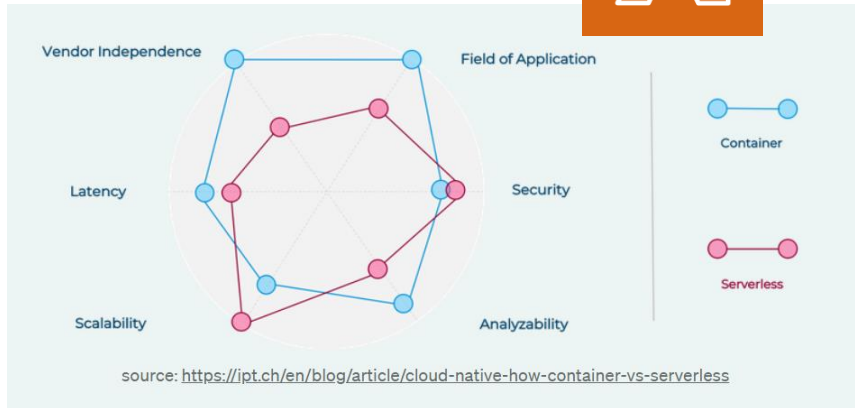 Vendor Independence
Field of Application
Container
Latency
Security
Serverless
Scalability
Analyzability
source: https://ipt.ch/en/blog/article/cloud-native-how-container-vs-serverless